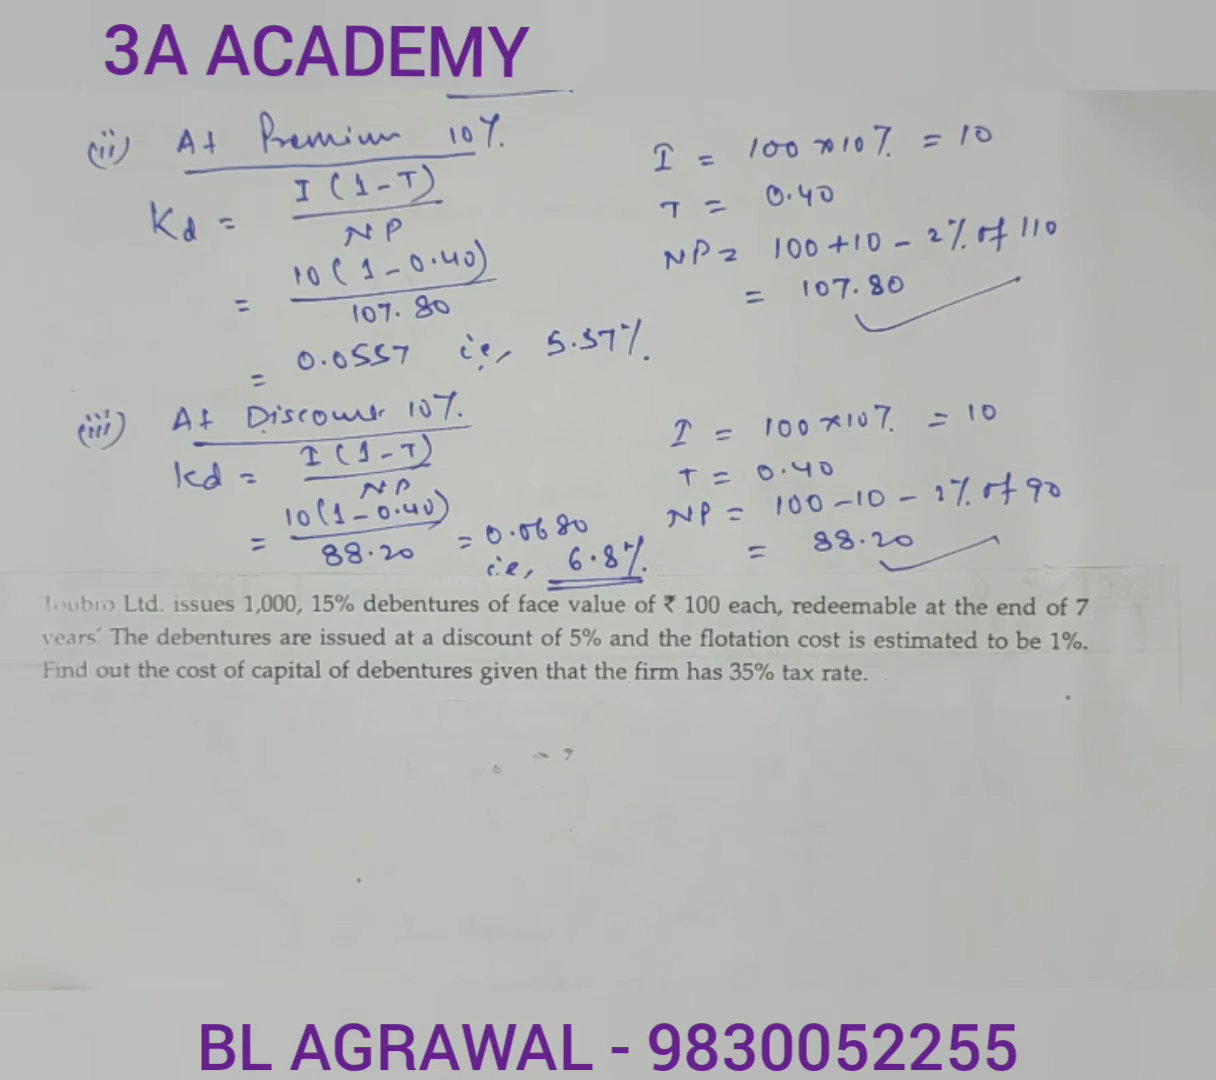 3A ACADEMY
(ii) At Premium 10%.
Kd = I (1-T)
NP
= 10 (1-0.40)
107.80
= 0.0557 ie, 5.57%.
I = 100 × 10% = 10
T = 0.40
NP = 100+10 - 2% of 110
= 107.80
(iii) At Discount 10%.
kd = I (1-T)
NP
= 10(1-0.40) = 0.0680
88.20
i.e, 6.8%.
I = 100 × 10% = 10
T = 0.40
NP = 100-10 - 2% of 90
= 88.20
Toubro Ltd. issues 1,000, 15% debentures of face value of ₹ 100 each, redeemable at the end of 7
years. The debentures are issued at a discount of 5% and the flotation cost is estimated to be 1%.
Find out the cost of capital of debentures given that the firm has 35% tax rate.
BL AGRAWAL - 9830052255